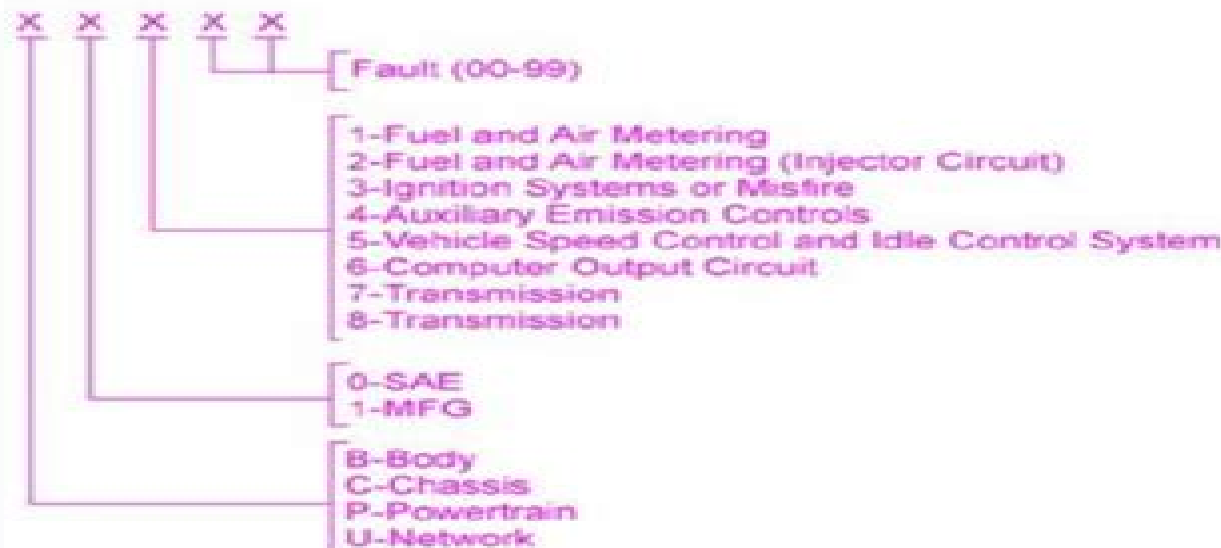 X X X X X
Fault (00-99)
1-Fuel and Air Metering
2-Fuel and Air Metering (Injector Circuit)
3-Ignition Systems or Misfire
4-Auxiliary Emission Controls
5-Vehicle Speed Control and Idle Control System
6-Computer Output Circuit
7-Transmission
8-Transmission
0-SAE
1-MFG
B-Body
C-Chassis
P-Powertrain
U-Network